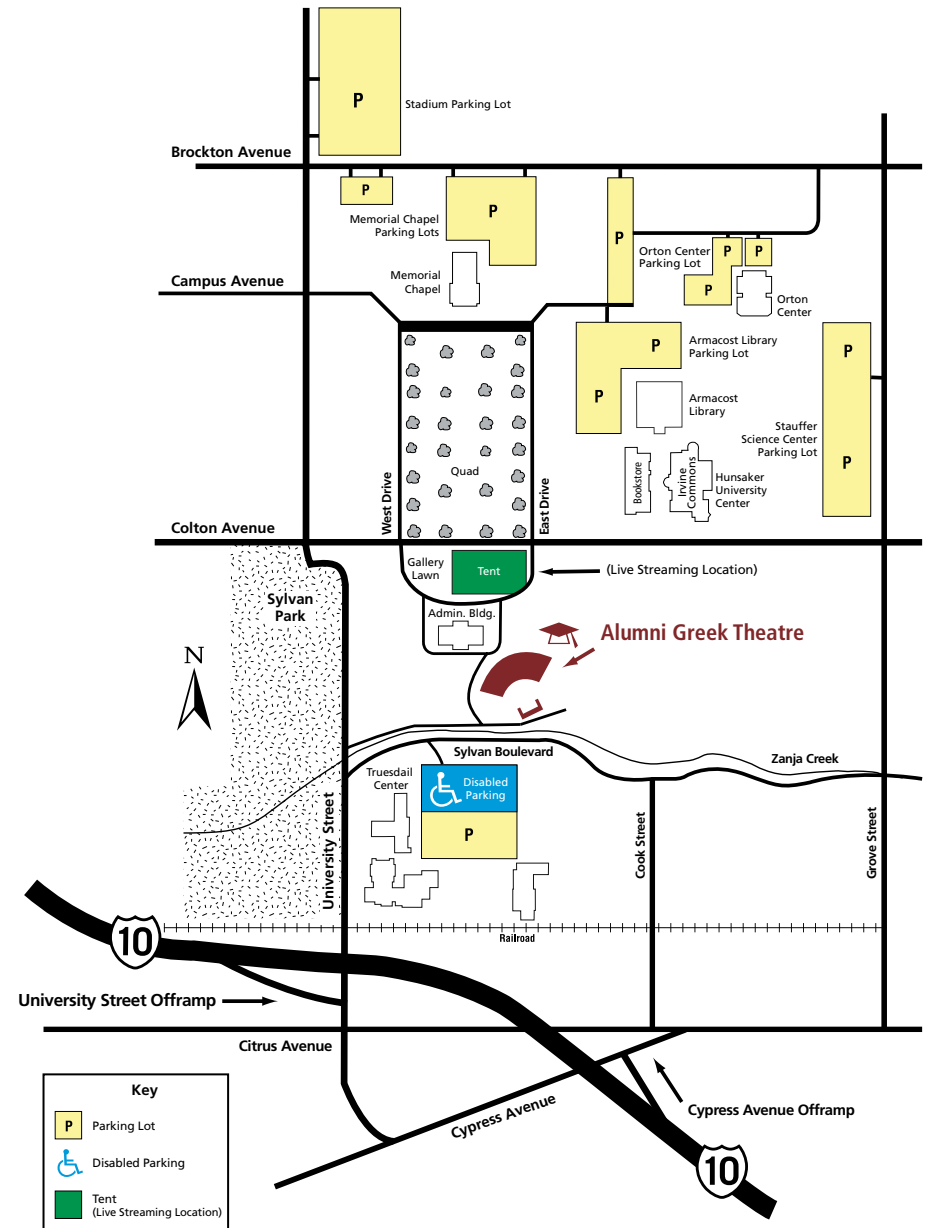 P
Stadium Parking Lot
Brockton Avenue
P
P
Memorial Chapel
Parking Lots
P
Orton Center
Parking Lot
P
P
P
Memorial
Chapel
Campus Avenue
Orton
Center
P
Armacost Library
Parking Lot
P
P
Armacost
Library
Stauffer
Science Center
Parking Lot
P
Quad
Bookstore
Irvine
Commons
Hunsaker
University
Center
West Drive
East Drive
Colton Avenue
Gallery
Lawn
Tent
(Live Streaming Location)
Sylvan
Park
Admin. Bldg.
Alumni Greek Theatre
N
Sylvan Boulevard
Zanja Creek
Truesdail
Center
Disabled
Parking
P
University Street
Cook Street
Grove Street
10
Railroad
University Street Offramp
Citrus Avenue
Cypress Avenue
Cypress Avenue Offramp
10
Key
P
Parking Lot
Disabled Parking
Tent
(Live Streaming Location)